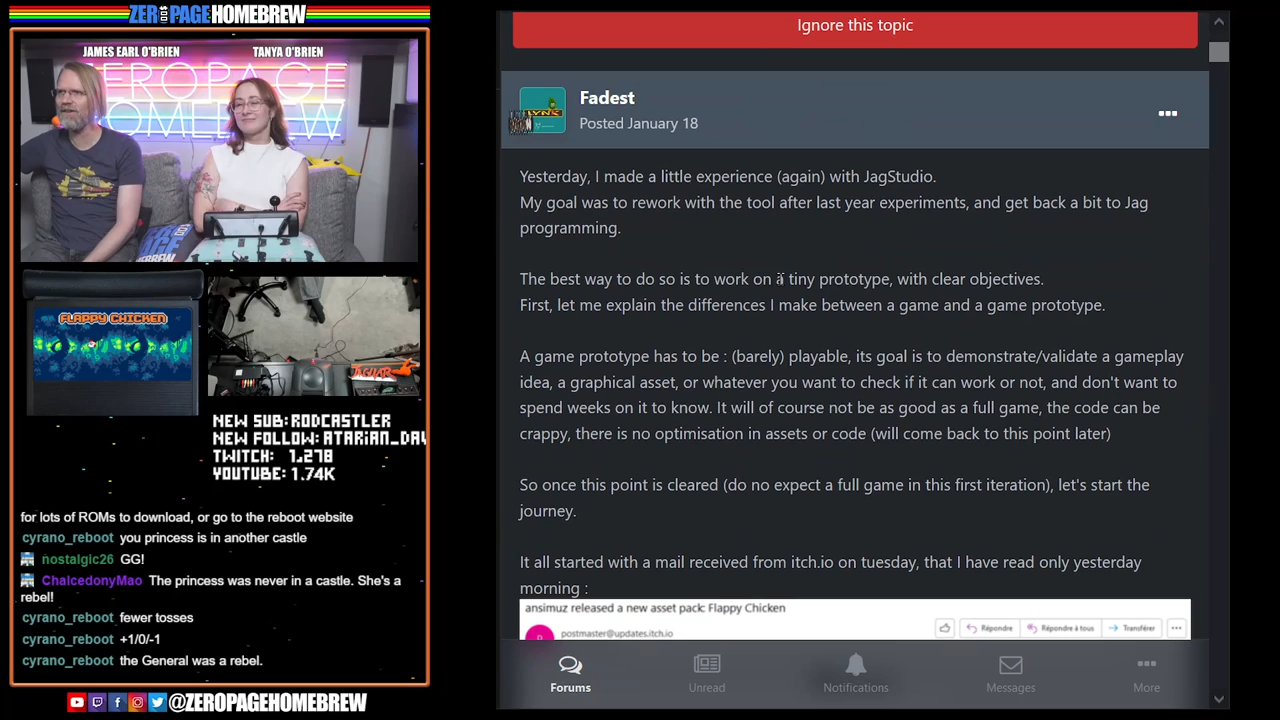 ZEROPAGEHOMEBREW
JAMES EARL O'BRIEN
TANYA O'BRIEN
ZEROPAGE
HOMEBREW
FLAPPY CHICKEN
JAGUAR
NEW SUB: RODCASTLER
NEW FOLLOW: ATARIAN_DAY
TWITCH: 1,278
YOUTUBE: 1.74K
for lots of ROMs to download, or go to the reboot website
cyrano_reboot you princess is in another castle
nostalgic26 GG!
ChalcedonyMao The princess was never in a castle. She's a
rebel!
cyrano_reboot fewer tosses
cyrano_reboot +1/0/-1
cyrano_reboot the General was a rebel.
@ZEROPAGEHOMEBREW
Ignore this topic
Fadest
Posted January 18
Yesterday, I made a little experience (again) with JagStudio.
My goal was to rework with the tool after last year experiments, and get back a bit to Jag
programming.
The best way to do so is to work on a tiny prototype, with clear objectives.
First, let me explain the differences I make between a game and a game prototype.
A game prototype has to be : (barely) playable, its goal is to demonstrate/validate a gameplay
idea, a graphical asset, or whatever you want to check if it can work or not, and don't want to
spend weeks on it to know. It will of course not be as good as a full game, the code can be
crappy, there is no optimisation in assets or code (will come back to this point later)
So once this point is cleared (do no expect a full game in this first iteration), let's start the
journey.
It all started with a mail received from itch.io on tuesday, that I have read only yesterday
morning :
ansimuz released a new asset pack: Flappy Chicken
postmaster@updates.itch.io
Répondre
Répondre à tous
Transférer
Forums
Unread
Notifications
Messages
More